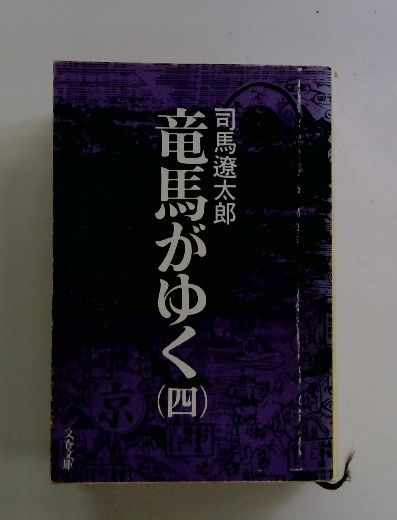 司馬遼太郎
竜馬がゆく
(四)
文春文庫
京